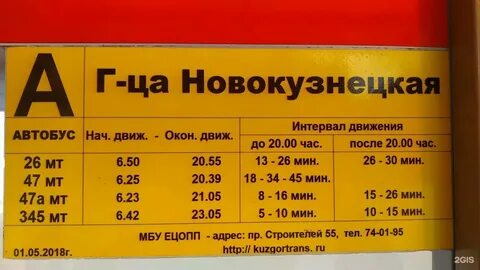 А
Г-ца Новокузнецкая
АВТОБУС Нач. движ. - Окон. движ. Интервал движения
до 20.00 час. после 20.00 час.
26 мт 6.50 20.55 13 - 26 мин. 26 - 30 мин.
47 мт 6.25 20.39 18 - 34 - 45 мин.
47а мт 6.23 21.05 8 - 16 мин. 15 - 26 мин.
345 мт 6.42 23.05 5 - 10 мин. 10 - 15 мин.
МБУ ЕЦОПП - адрес: пр. Строителей 55, тел. 74-01-95
01.05.2018г. http:// kuzgortrans. ru
2GIS